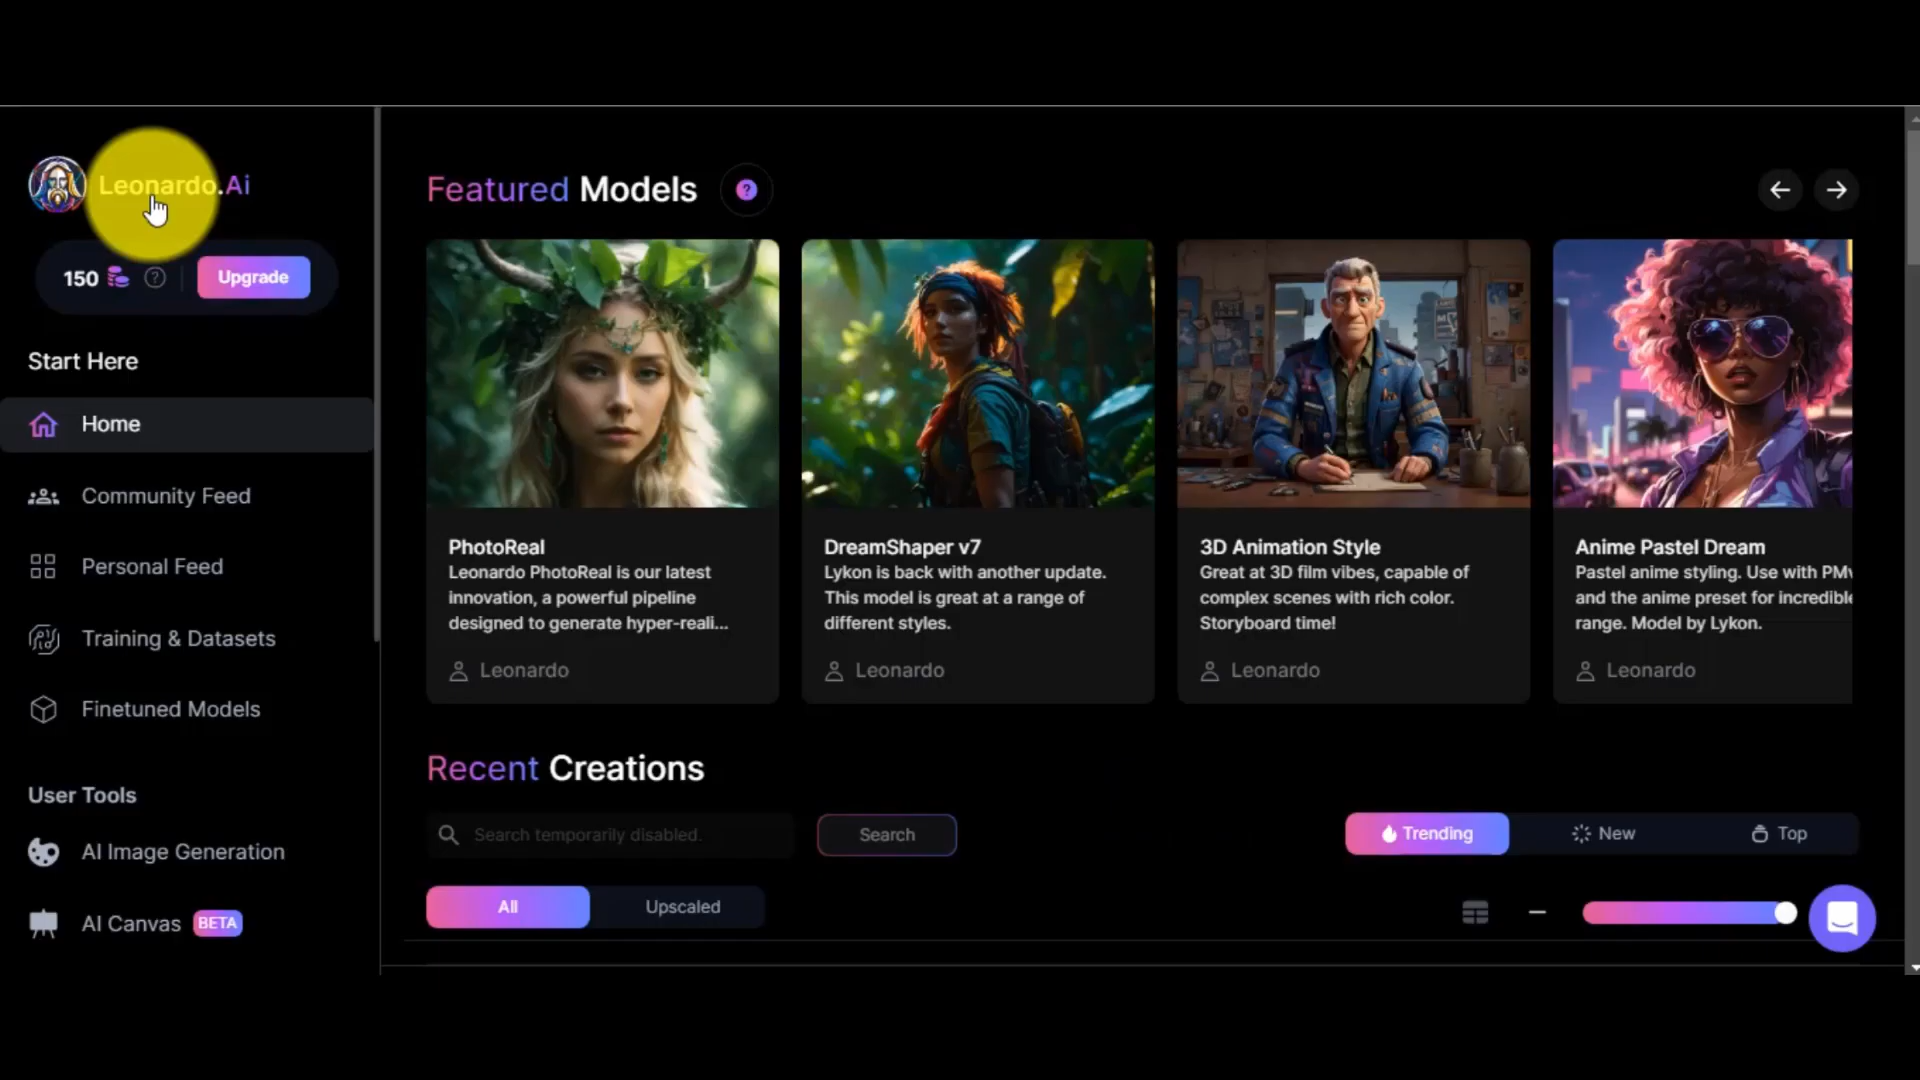 Leonardo.Ai
150
Upgrade
Start Here
Home
Community Feed
Personal Feed
Training & Datasets
Finetuned Models
User Tools
AI Image Generation
AI Canvas BETA
Featured Models ?
PhotoReal
Leonardo PhotoReal is our latest
innovation, a powerful pipeline
designed to generate hyper-reali...
Leonardo
DreamShaper v7
Lykon is back with another update.
This model is great at a range of
different styles.
Leonardo
3D Animation Style
Great at 3D film vibes, capable of
complex scenes with rich color.
Storyboard time!
Leonardo
Anime Pastel Dream
Pastel anime styling. Use with PMv
and the anime preset for incredible
range. Model by Lykon.
Leonardo
Recent Creations
Search temporarily disabled.
Search
Trending
New
Top
All
Upscaled